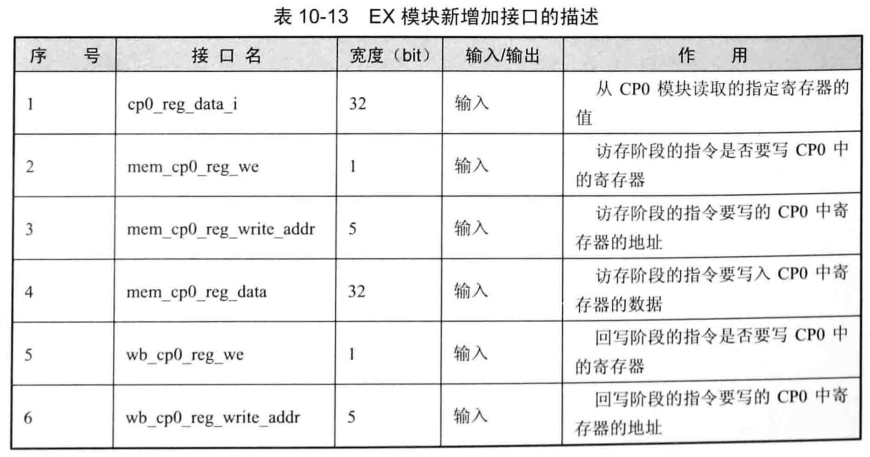 表 10-13 EX 模块新增加接口的描述
序 号 接 口 名 宽度（bit） 输入/输出 作 用
1 cp0_reg_data_i 32 输入 从 CP0 模块读取的指定寄存器的
值
2 mem_cp0_reg_we 1 输入 访存阶段的指令是否要写 CP0 中
的寄存器
3 mem_cp0_reg_write_addr 5 输入 访存阶段的指令要写的 CP0 中寄
存器的地址
4 mem_cp0_reg_data 32 输入 访存阶段的指令要写入 CP0 中寄
存器的数据
5 wb_cp0_reg_we 1 输入 回写阶段的指令是否要写 CP0 中
的寄存器
6 wb_cp0_reg_write_addr 5 输入 回写阶段的指令要写的 CP0 中寄
存器的地址